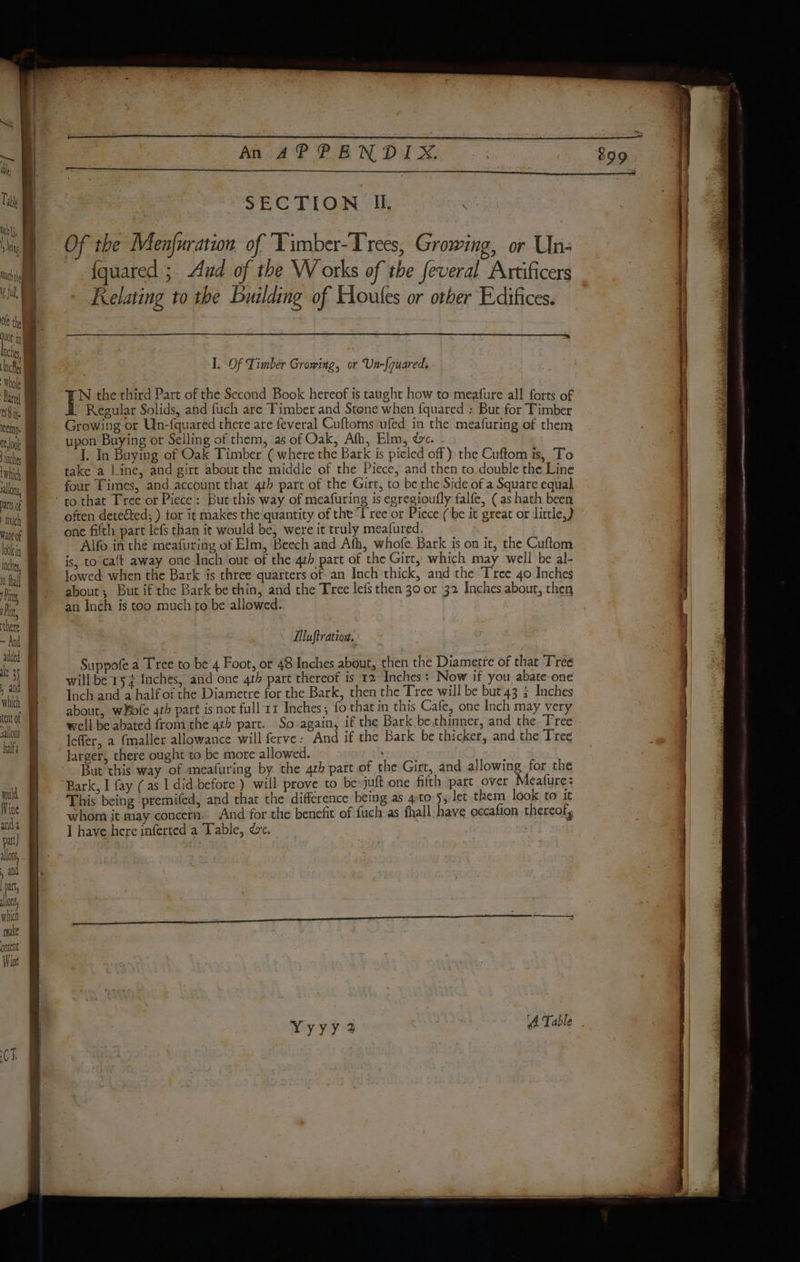 An APPENDIX. 899
SECTION II.
Of the Menſuration of Timber-Trees, Growing, or Un-
ſquared ; And of the Works of the ſeveral Artificers
Relating to the Building of Houſes or other Edifices.
I. Of Timber Growing, or Un-ſquared.
IN the third Part of the Second Book hereof is taught how to meaſure all ſorts of
Regular Solids, and ſuch are Timber and Stone when ſquared : But for Timber
Growing or Un-ſquared there are ſeveral Cuſtoms uſed in the meaſuring of them
upon Buying or Selling of them, as of Oak, Aſh, Elm, &c.
I. In Buying of Oak Timber (where the Bark is pieled off) the Cuſtom is, To
take a Line, and girt about the middle of the Piece, and then to double the Line
four Times, and account that 4th part of the Girt, to be the Side of a Square equal
to that Tree or Piece : But this way of meaſuring is egregiouſly falſe, (as hath been
often detected;) for it makes the quantity of the Tree or Piece (be it great or little,)
one fifth part leſs than it would be, were it truly meaſured.
Alſo in the meaſuring of Elm, Beech and Aſh, whoſe Bark is on it, the Cuſtom
is, to caſt away one Inch out of the 4th part of the Girt, which may well be al-
lowed when the Bark is three quarters of an Inch thick, and the Tree 40 Inches
about; But if the Bark be thin, and the Tree leſs then 30 or 32 Inches about, then
an Inch is too much to be allowed.
Illuſtration.
Suppoſe a Tree to be 4 Foot, or 48 Inches about, then the Diametre of that Tree
will be 15¼ Inches, and one 4th part thereof is 12 Inches: Now if you abate one
Inch and a half of the Diametre for the Bark, then the Tree will be but 43 Inches
about, whoſe 4th part is not full 11 Inches; ſo that in this Caſe, one Inch may very
well be abated from the 4th part. So again, if the Bark be thinner, and the Tree
leſſer, a ſmaller allowance will ſerve: And if the Bark be thicker, and the Tree
larger, there ought to be more allowed.
But this way of meaſuring by the 4th part of the Girt, and allowing for the
Bark, I ſay (as I did before) will prove to be juſt one fifth part over Meaſure:
This being premiſed, and that the difference being as 4 to 5, let them look to it
whom it may concern. And for the benefit of ſuch as ſhall have occaſion thereof,
I have here inſerted a Table, &c.
Yyyy 2 A Table